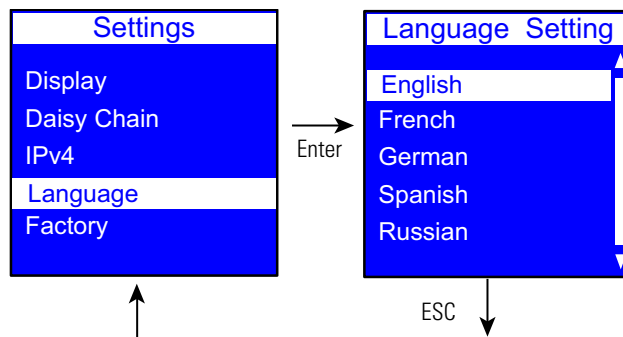 Settings
Display
Daisy Chain
IPv4
Language
Factory
Enter
Language Setting
English
French
German
Spanish
Russian
ESC